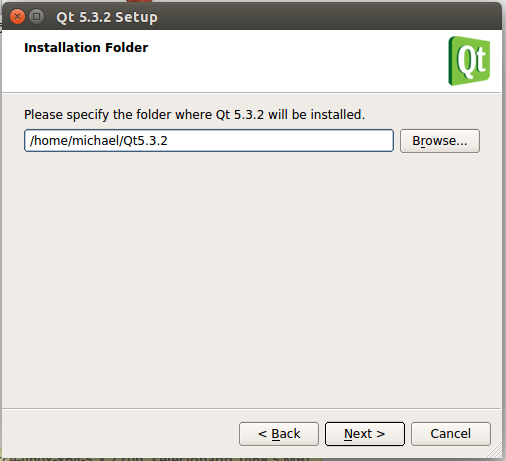 Qt 5.3.2 Setup
Installation Folder
Qt
Please specify the folder where Qt 5.3.2 will be installed.
/home/michael/Qt5.3.2
Browse...
< Back
Next >
Cancel